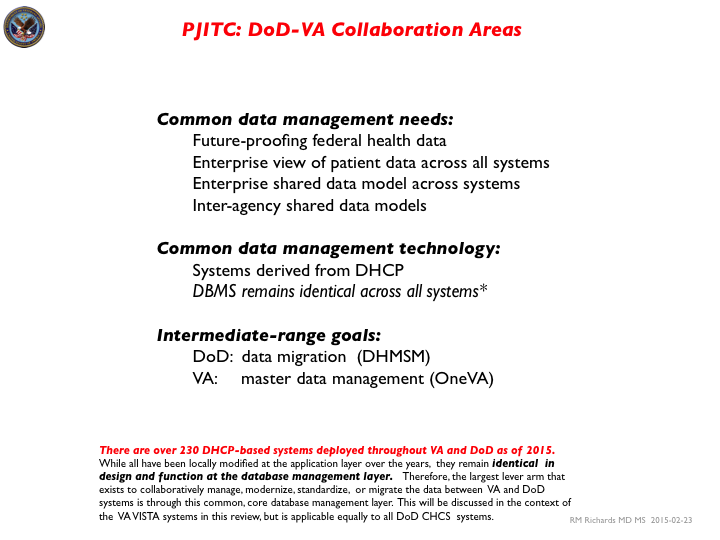 PJITC: DoD-VA Collaboration Areas
Common data management needs:
Future-proofing federal health data
Enterprise view of patient data across all systems
Enterprise shared data model across systems
Inter-agency shared data models
Common data management technology:
Systems derived from DHCP
DBMS remains identical across all systems*
Intermediate-range goals:
DoD: data migration (DHMSM)
VA: master data management (OneVA)
There are over 230 DHCP-based systems deployed throughout VA and DoD as of 2015.
While all have been locally modified at the application layer over the years, they remain identical in
design and function at the database management layer. Therefore, the largest lever arm that
exists to collaboratively manage, modernize, standardize, or migrate the data between VA and DoD
systems is through this common, core database management layer. This will be discussed in the context of
the VA VISTA systems in this review, but is applicable equally to all DoD CHCS systems.
RM Richards MD MS 2015-02-23